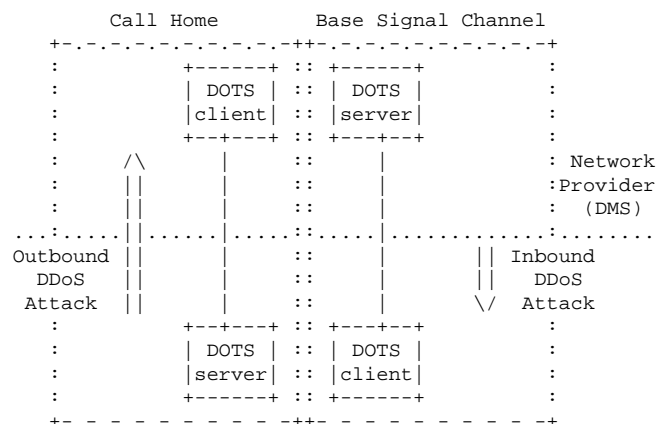 Call Home Base Signal Channel
+-.-.-.-.-.-.-.-.-++-.-.-.-.-.-.-.-.-.-+
: +------+ :: +------+ :
: | DOTS | :: | DOTS | :
: |client| :: |server| :
: +--+---+ :: +---+--+ :
: /\ | :: | : Network
: || | :: | :Provider
: || | :: | : (DMS)
...:.....||......|.....::.....|.............:........
Outbound || | :: | || Inbound
DDoS || | :: | || DDoS
Attack || | :: | \/ Attack
: +--+---+ :: +---+--+ :
: | DOTS | :: | DOTS | :
: |server| :: |client| :
: +------+ :: +------+ :
+- - - - - - - - -++- - - - - - - - - -+